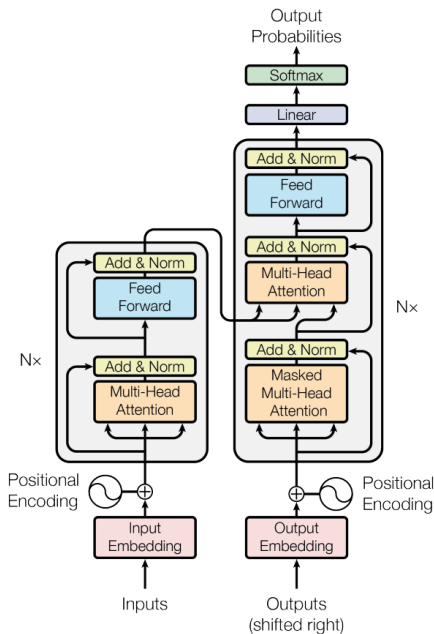 Output
Probabilities
Softmax
Linear
Add & Norm
Feed
Forward
Add & Norm
Multi-Head
Attention
Add & Norm
Masked
Multi-Head
Attention
N×
Add & Norm
Feed
Forward
Add & Norm
Multi-Head
Attention
N×
Positional
Encoding
Positional
Encoding
Input
Embedding
Output
Embedding
Inputs
Outputs
(shifted right)